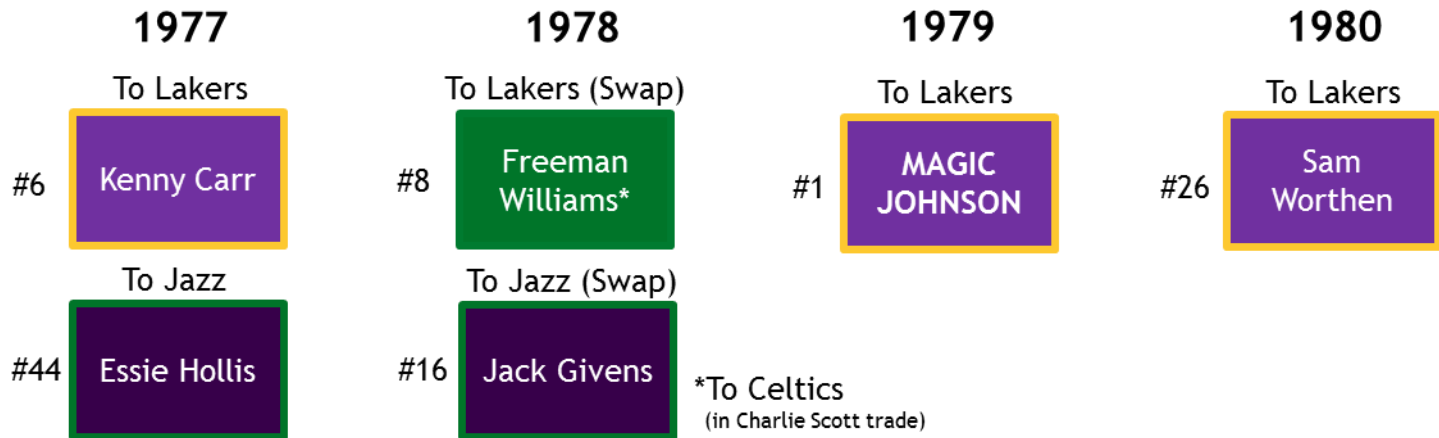 1977
To Lakers
#6
Kenny Carr
To Jazz
#44
Essie Hollis
1978
To Lakers (Swap)
#8
Freeman
Williams*
To Jazz (Swap)
#16
Jack Givens
*To Celtics
(in Charlie Scott trade)
1979
To Lakers
#1
MAGIC
JOHNSON
1980
To Lakers
#26
Sam
Worthen